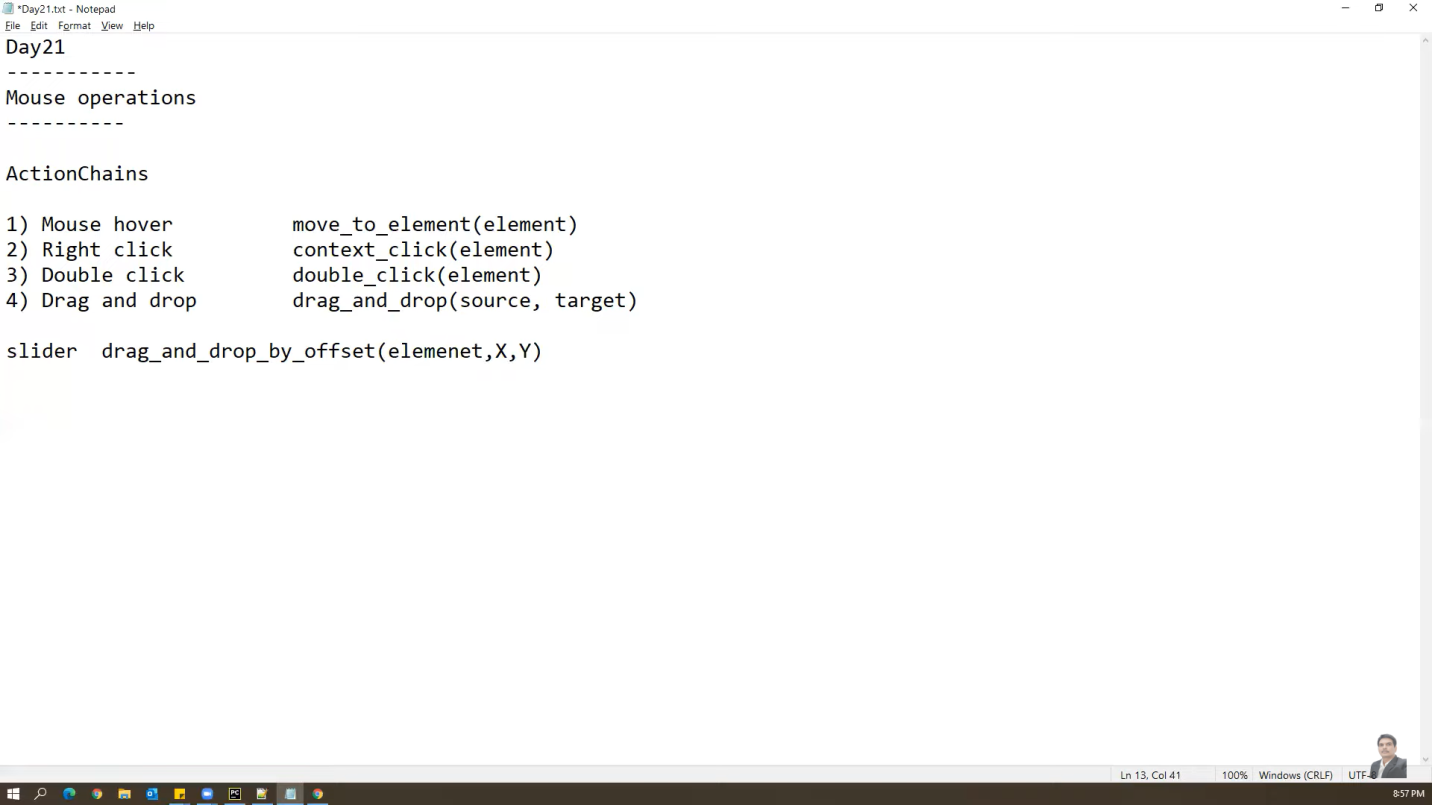 *Day21.txt - Notepad
File Edit Format View Help
Day21
-----------
Mouse operations
----------
ActionChains
1) Mouse hover move_to_element(element)
2) Right click context_click(element)
3) Double click double_click(element)
4) Drag and drop drag_and_drop(source, target)
slider drag_and_drop_by_offset(elemenet,X,Y)
Ln 13, Col 41 100% Windows (CRLF) UTF-8
8:57 PM